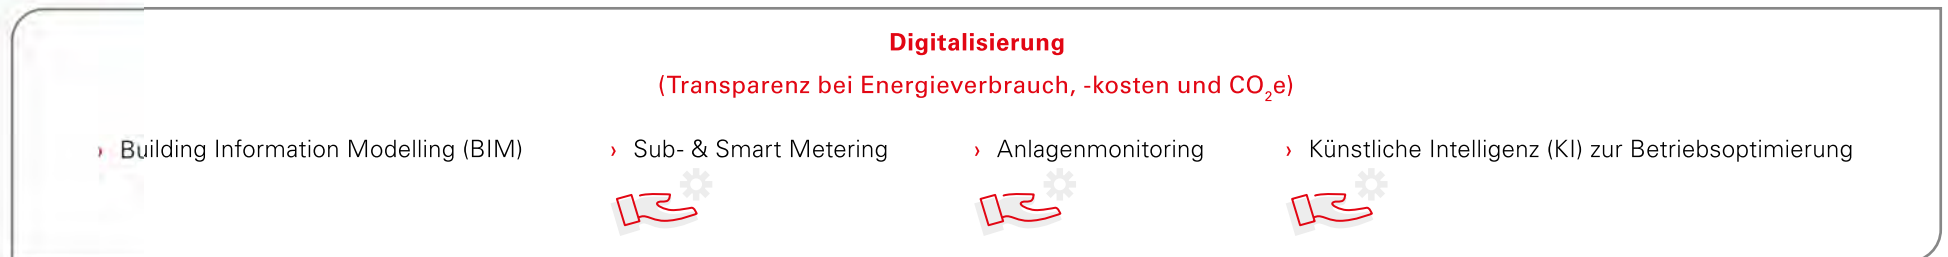 Digitalisierung
(Transparenz bei Energieverbrauch, -kosten und CO₂e)
› Building Information Modelling (BIM) › Sub- & Smart Metering › Anlagenmonitoring › Künstliche Intelligenz (KI) zur Betriebsoptimierung